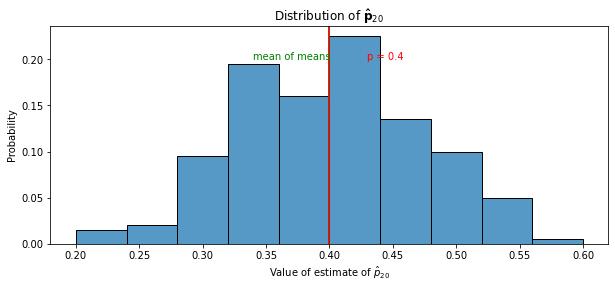 Distribution of p̂₂₀
mean of means
p = 0.4
Probability
0.20
0.15
0.10
0.05
0.00
0.20 0.25 0.30 0.35 0.40 0.45 0.50 0.55 0.60
Value of estimate of p̂₂₀